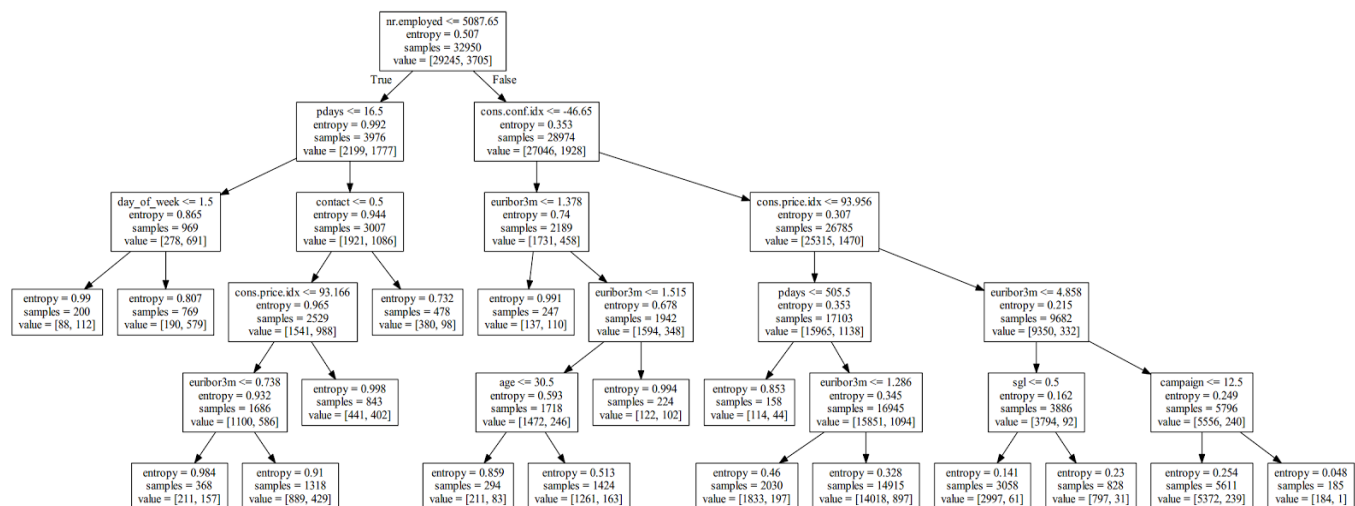 nr.employed <= 5087.65
entropy = 0.507
samples = 32950
value = [29245, 3705]
True
False
pdays <= 16.5
entropy = 0.992
samples = 3976
value = [2199, 1777]
cons.conf.idx <= -46.65
entropy = 0.353
samples = 28974
value = [27046, 1928]
day_of_week <= 1.5
entropy = 0.865
samples = 969
value = [278, 691]
contact <= 0.5
entropy = 0.944
samples = 3007
value = [1921, 1086]
euribor3m <= 1.378
entropy = 0.74
samples = 2189
value = [1731, 458]
cons.price.idx <= 93.956
entropy = 0.307
samples = 26785
value = [25315, 1470]
entropy = 0.99
samples = 200
value = [88, 112]
entropy = 0.807
samples = 769
value = [190, 579]
cons.price.idx <= 93.166
entropy = 0.965
samples = 2529
value = [1541, 988]
entropy = 0.732
samples = 478
value = [380, 98]
entropy = 0.991
samples = 247
value = [137, 110]
euribor3m <= 1.515
entropy = 0.678
samples = 1942
value = [1594, 348]
pdays <= 505.5
entropy = 0.353
samples = 17103
value = [15965, 1138]
euribor3m <= 4.858
entropy = 0.215
samples = 9682
value = [9350, 332]
euribor3m <= 0.738
entropy = 0.932
samples = 1686
value = [1100, 586]
entropy = 0.998
samples = 843
value = [441, 402]
age <= 30.5
entropy = 0.593
samples = 1718
value = [1472, 246]
entropy = 0.994
samples = 224
value = [122, 102]
entropy = 0.853
samples = 158
value = [114, 44]
euribor3m <= 1.286
entropy = 0.345
samples = 16945
value = [15851, 1094]
sgl <= 0.5
entropy = 0.162
samples = 3886
value = [3794, 92]
campaign <= 12.5
entropy = 0.249
samples = 5796
value = [5556, 240]
entropy = 0.984
samples = 368
value = [211, 157]
entropy = 0.91
samples = 1318
value = [889, 429]
entropy = 0.859
samples = 294
value = [211, 83]
entropy = 0.513
samples = 1424
value = [1261, 163]
entropy = 0.46
samples = 2030
value = [1833, 197]
entropy = 0.328
samples = 14915
value = [14018, 897]
entropy = 0.141
samples = 3058
value = [2997, 61]
entropy = 0.23
samples = 828
value = [797, 31]
entropy = 0.254
samples = 5611
value = [5372, 239]
entropy = 0.048
samples = 185
value = [184, 1]